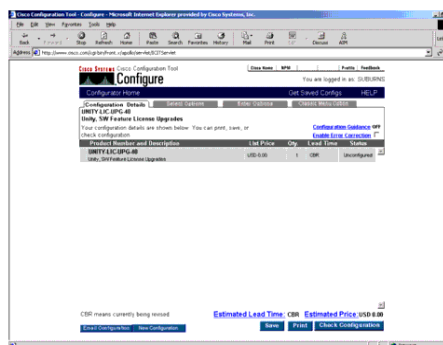 Cisco Configuration Tool - Configure - Microsoft Internet Explorer provided by Cisco Systems, Inc.
File Edit View Favorites Tools Help
Back Stop Refresh Home Search Favorites History Mail Print Edit Discuss AIM
Address
CISCO SYSTEMS Cisco Configuration Tool
Configure
Cisco Home Profile Feedback
You are logged in as: SUBURNS
Configurator Home Get Saved Configs HELP
Configuration Details Select Options Enter Options
UNITY-LIC-UPG-40
Unity, SW Feature License Upgrades
Your configuration details are shown below. You can print, save, or
check configuration
Configuration Guidance OFF
Enable Error Correction
Product Number and Description List Price Qty. Lead Time Status
UNITY-LIC-UPG-40
Unity, SW Feature License Upgrades
USD 0.00 1 CBR Unconfigured
CBR means currently being revised
Estimated Lead Time: CBR Estimated Price: USD 0.00
Email Configuration New Configuration
Save Print Check Configuration